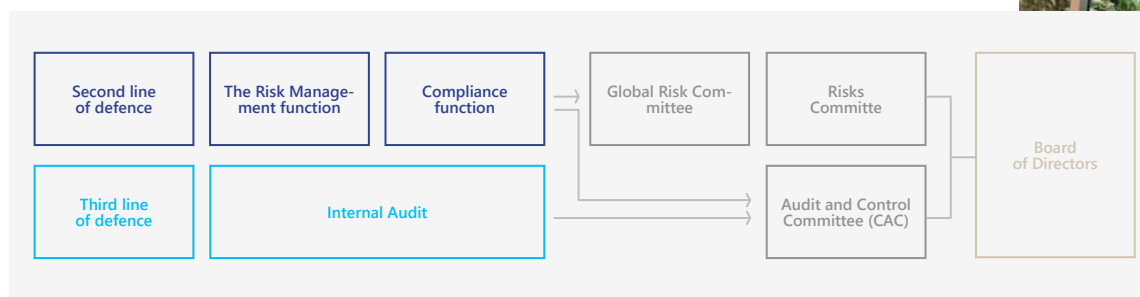 Second line
of defence
The Risk Manage-
ment function
Compliance
function
Global Risk Com-
mittee
Risks
Committe
Board
of Directors
Third line
of defence
Internal Audit
Audit and Control
Committee (CAC)